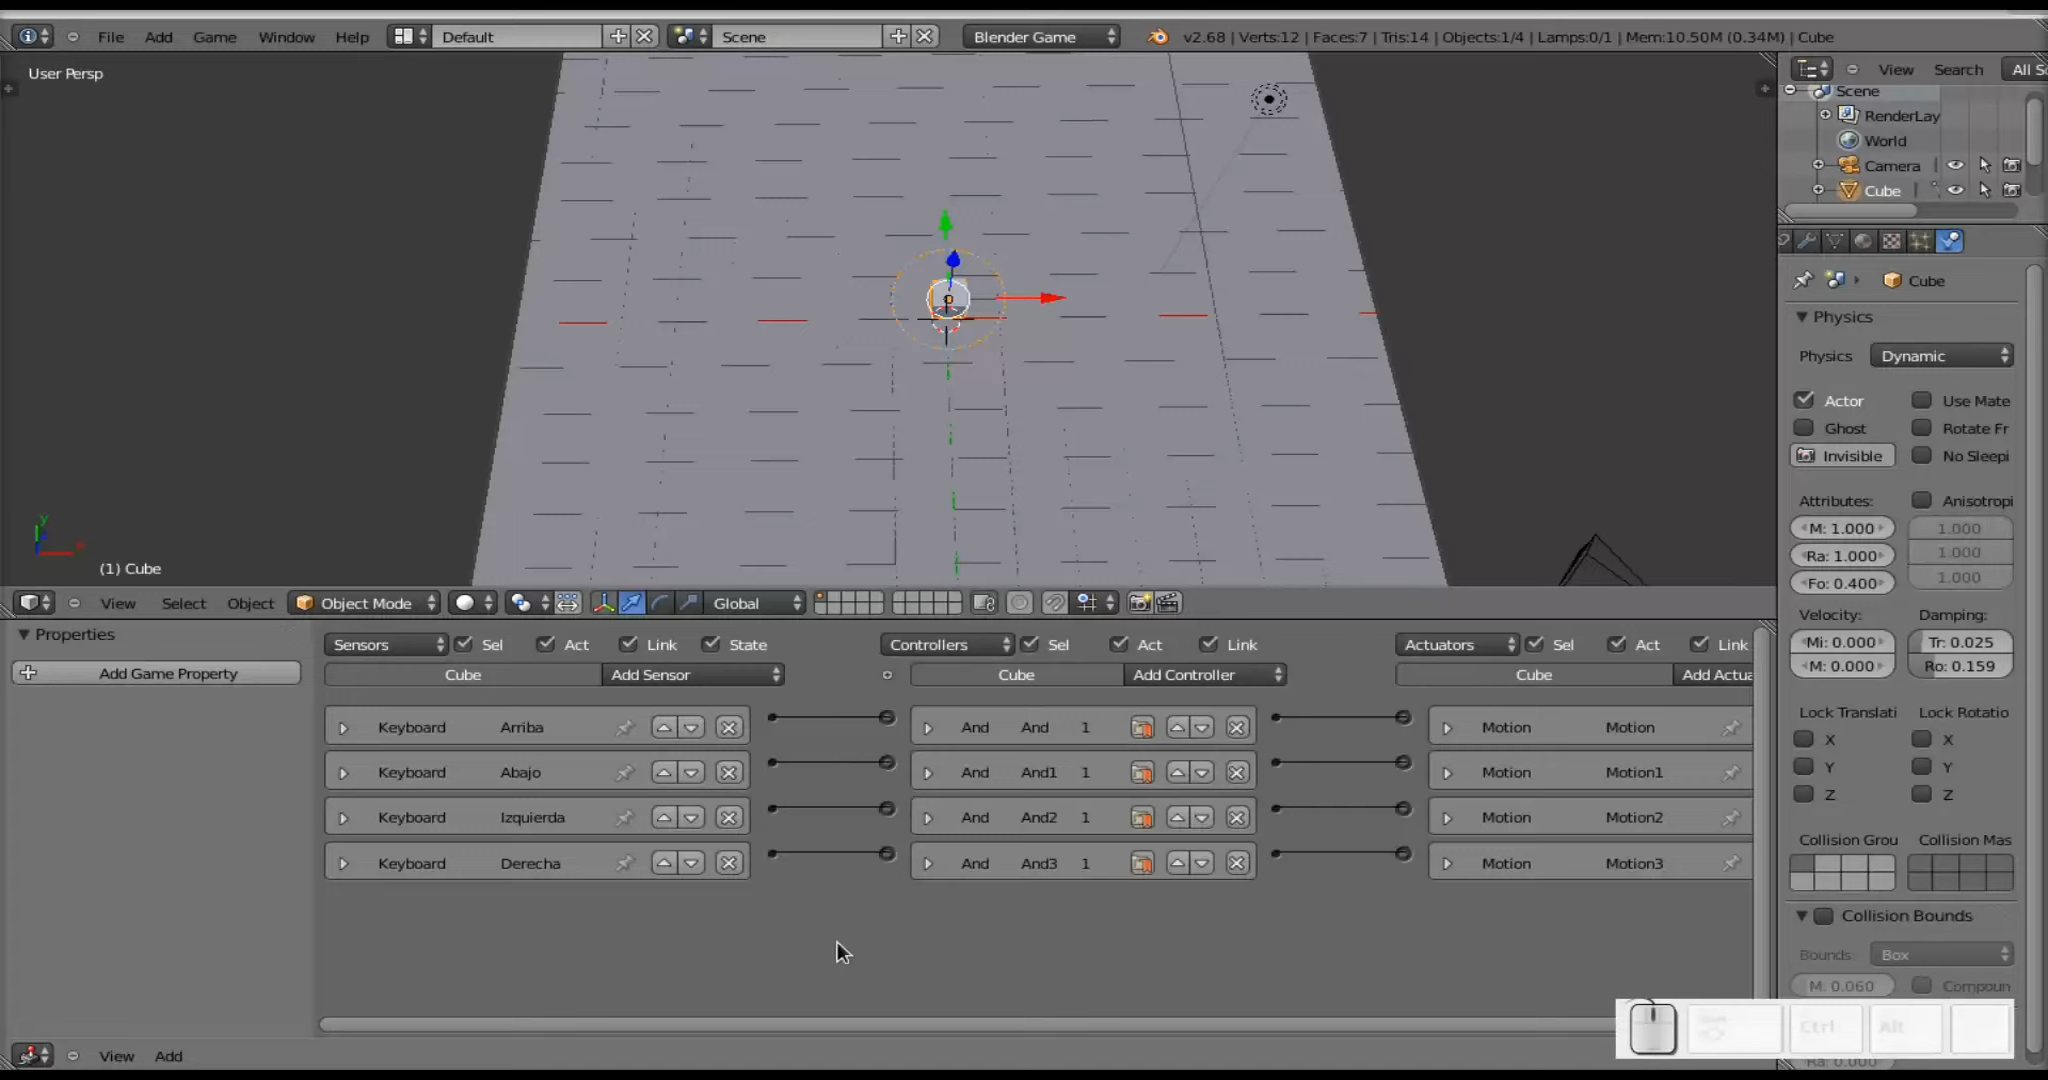 File Add Game Window Help Default Scene Blender Game v2.68 | Verts:12 | Faces:7 | Tris:14 | Objects:1/4 | Lamps:0/1 | Mem:10.50M (0.34M) | Cube
User Persp
View Search All S
Scene
RenderLay
World
Camera
Cube
Cube
Physics
Physics Dynamic
Actor Use Mate
Ghost Rotate Fr
Invisible No Sleepi
Attributes: Anisotropi
M: 1.000 1.000
Ra: 1.000 1.000
Fo: 0.400 1.000
Velocity: Damping:
Mi: 0.000 Tr: 0.025
M: 0.000 Ro: 0.159
Lock Translati Lock Rotatio
X X
Y Y
Z Z
Collision Grou Collision Mas
Collision Bounds
Bounds: Box
M: 0.060 Compoun
Ra: 0.000
y
(1) Cube
View Select Object Object Mode Global
Properties
Add Game Property
Sensors Sel Act Link State Controllers Sel Act Link Actuators Sel Act Link
Cube Add Sensor Cube Add Controller Cube Add Actua
Keyboard Arriba And And 1 Motion Motion
Keyboard Abajo And And1 1 Motion Motion1
Keyboard Izquierda And And2 1 Motion Motion2
Keyboard Derecha And And3 1 Motion Motion3
Ctrl Alt
View Add